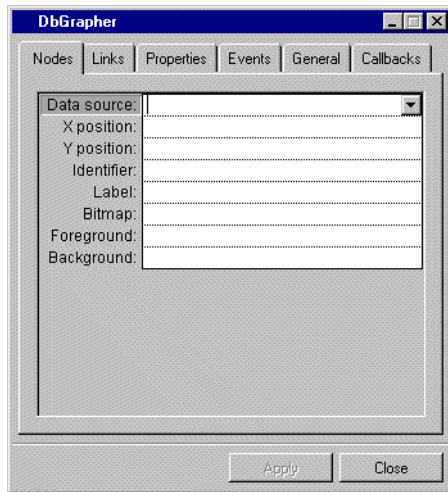 DbGrapher
Nodes Links Properties Events General Callbacks
Data source:
X position:
Y position:
Identifier:
Label:
Bitmap:
Foreground:
Background:
Apply Close